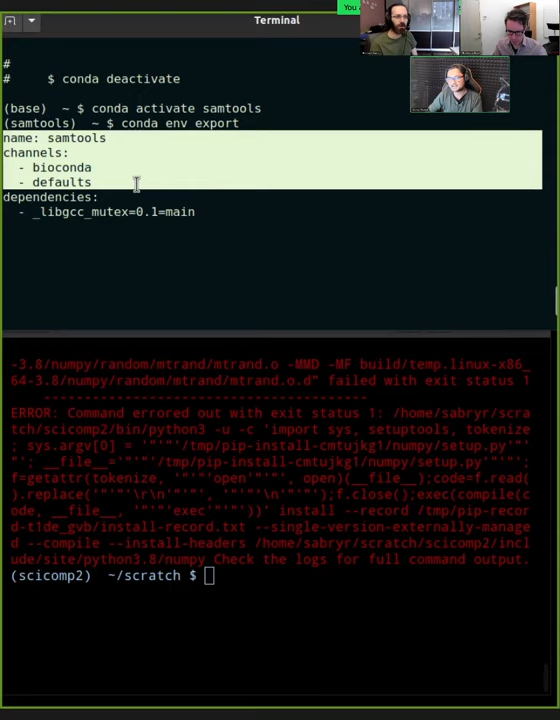 Terminal
#
#     $ conda deactivate
(base)  ~ $ conda activate samtools
(samtools)  ~ $ conda env export
name: samtools
channels:
  - bioconda
  - defaults
dependencies:
  - _libgcc_mutex=0.1=main
-3.8/numpy/random/mtrand/mtrand.o -MMD -MF build/temp.linux-x86_
64-3.8/numpy/random/mtrand/mtrand.o.d" failed with exit status 1
----------------------------------------
ERROR: Command errored out with exit status 1: /home/sabryr/scra
tch/scicomp2/bin/python3 -u -c 'import sys, setuptools, tokenize
; sys.argv[0] = '"'"'/tmp/pip-install-cmtujkg1/numpy/setup.py'"'
"'; __file__='"'"'/tmp/pip-install-cmtujkg1/numpy/setup.py'"'"';
f=getattr(tokenize, '"'"'open'"'"', open)(__file__);code=f.read(
).replace('"'"'\r\n'"'"', '"'"'\n'"'"');f.close();exec(compile(c
ode, __file__, '"'"'exec'"'"'))' install --record /tmp/pip-recor
d-t1de_gvb/install-record.txt --single-version-externally-manage
d --compile --install-headers /home/sabryr/scratch/scicomp2/incl
ude/site/python3.8/numpy Check the logs for full command output.
(scicomp2)  ~/scratch $